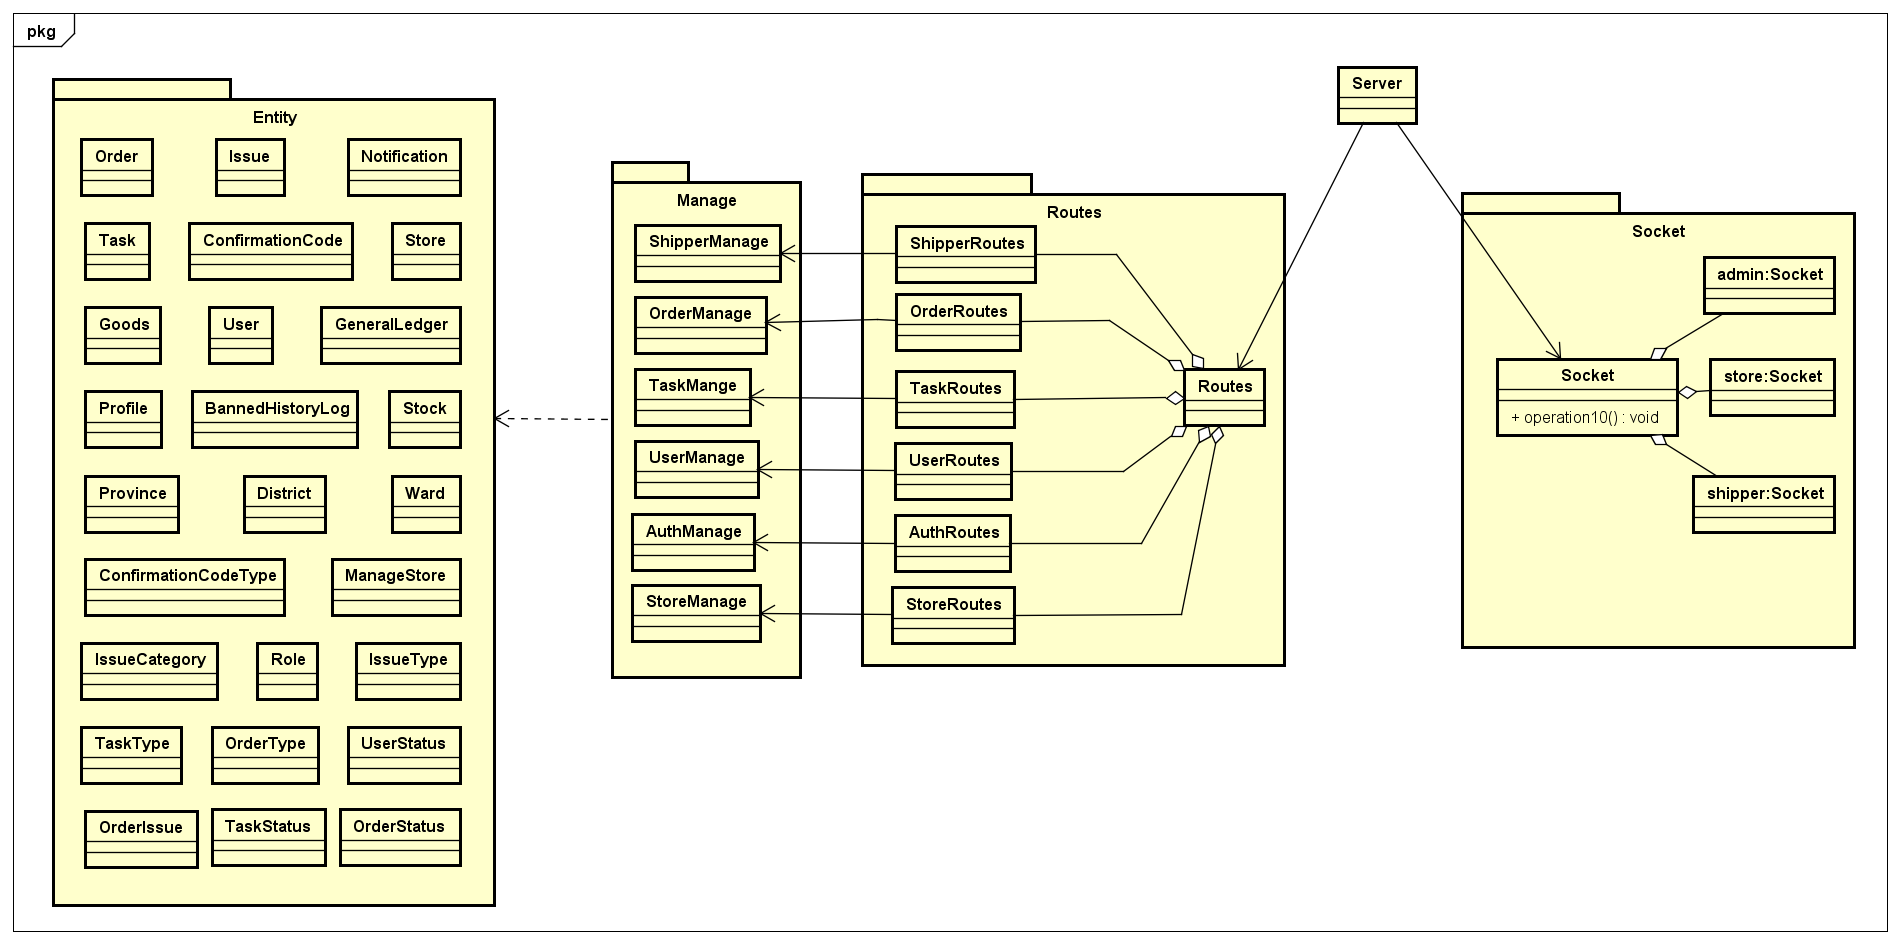 pkg
Entity
Order
Issue
Notification
Task
ConfirmationCode
Store
Goods
User
GeneralLedger
Profile
BannedHistoryLog
Stock
Province
District
Ward
ConfirmationCodeType
ManageStore
IssueCategory
Role
IssueType
TaskType
OrderType
UserStatus
OrderIssue
TaskStatus
OrderStatus
Manage
ShipperManage
OrderManage
TaskMange
UserManage
AuthManage
StoreManage
Routes
ShipperRoutes
OrderRoutes
TaskRoutes
UserRoutes
AuthRoutes
StoreRoutes
Routes
Server
Socket
admin:Socket
Socket
+ operation10() : void
store:Socket
shipper:Socket